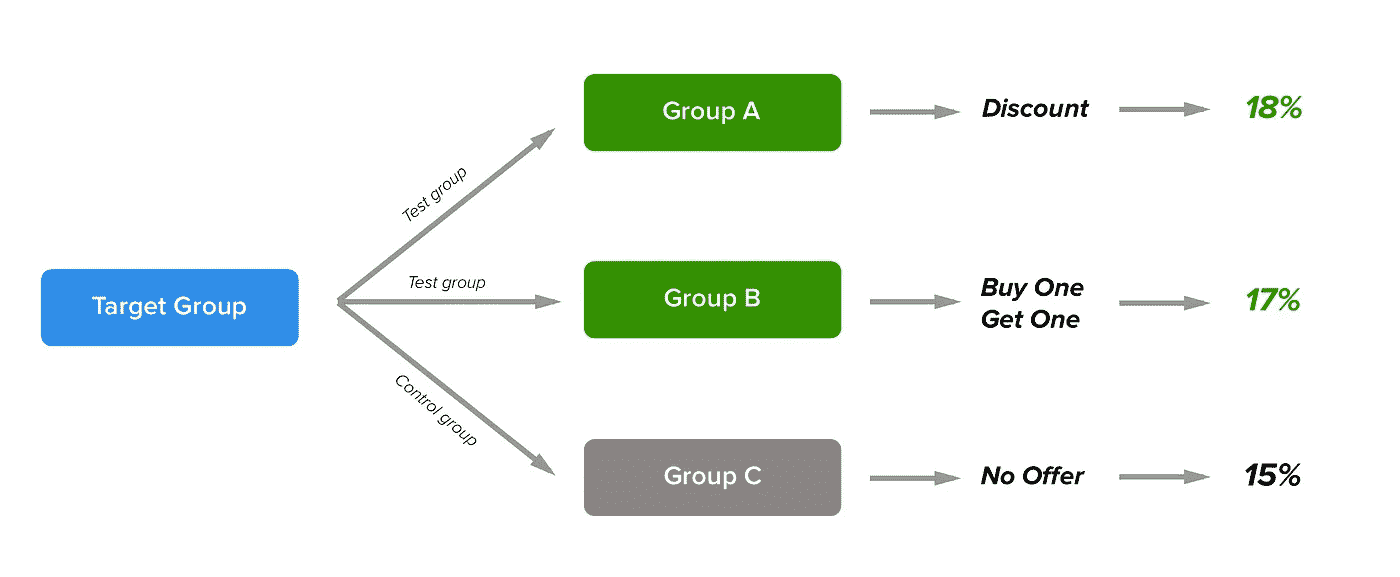 Target Group
Test group
Group A
Discount
18%
Test group
Group B
Buy One
Get One
17%
Control group
Group C
No Offer
15%